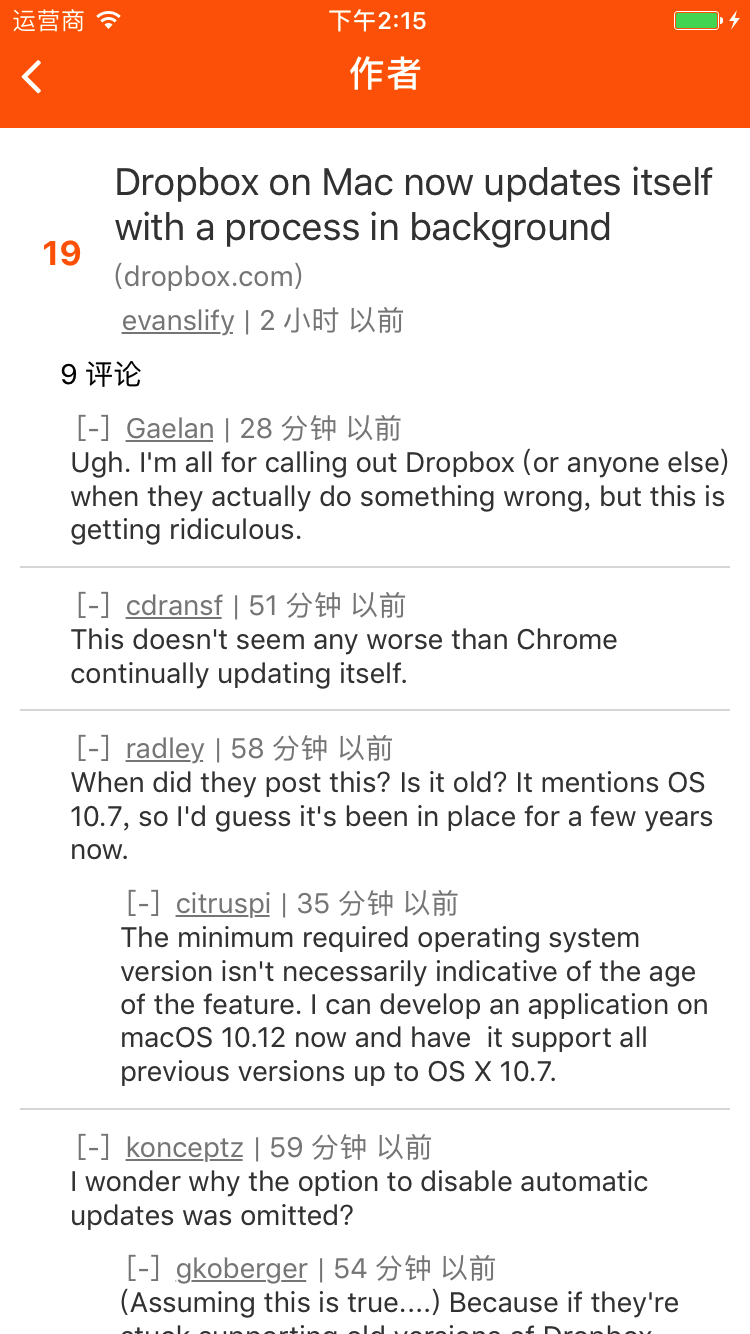 运营商 下午2:15
作者
Dropbox on Mac now updates itself
with a process in background
19
(dropbox.com)
evanslify | 2 小时 以前
9 评论
[-] Gaelan | 28 分钟 以前
Ugh. I'm all for calling out Dropbox (or anyone else)
when they actually do something wrong, but this is
getting ridiculous.
[-] cdransf | 51 分钟 以前
This doesn't seem any worse than Chrome
continually updating itself.
[-] radley | 58 分钟 以前
When did they post this? Is it old? It mentions OS
10.7, so I'd guess it's been in place for a few years
now.
[-] citruspi | 35 分钟 以前
The minimum required operating system
version isn't necessarily indicative of the age
of the feature. I can develop an application on
macOS 10.12 now and have  it support all
previous versions up to OS X 10.7.
[-] konceptz | 59 分钟 以前
I wonder why the option to disable automatic
updates was omitted?
[-] gkoberger | 54 分钟 以前
(Assuming this is true....) Because if they're
stuck supporting old versions of Dropbox